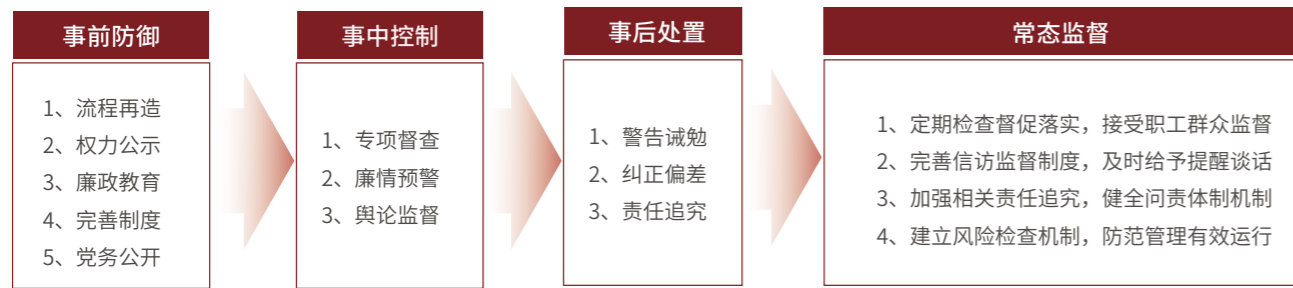 事前防御
1、流程再造
2、权力公示
3、廉政教育
4、完善制度
5、党务公开
事中控制
1、专项督查
2、廉情预警
3、舆论监督
事后处置
1、警告诫勉
2、纠正偏差
3、责任追究
常态监督
1、定期检查督促落实，接受职工群众监督
2、完善信访监督制度，及时给予提醒谈话
3、加强相关责任追究，健全问责体制机制
4、建立风险检查机制，防范管理有效运行